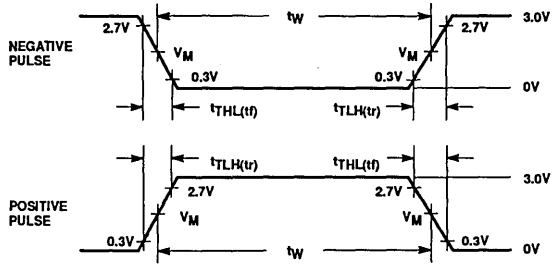 tW
3.0V
2.7V
2.7V
NEGATIVE
PULSE
VM
VM
0.3V
0.3V
0V
tTHL(tf)
tTLH(tr)
tTLH(tr)
tTHL(tf)
3.0V
2.7V
2.7V
POSITIVE
PULSE
VM
VM
0.3V
0.3V
tW
0V